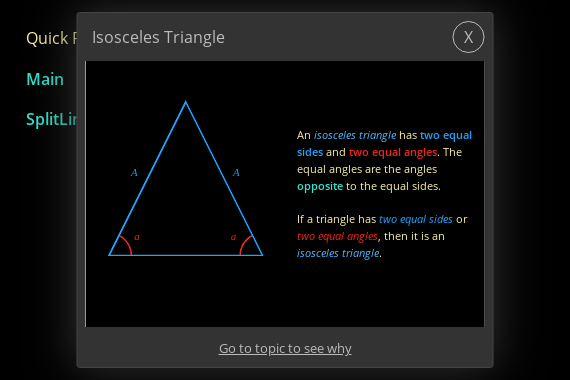 Isosceles Triangle
X
Quick
Main
A
A
a
a
An isosceles triangle has two equal
sides and two equal angles. The
equal angles are the angles
opposite to the equal sides.
If a triangle has two equal sides or
two equal angles, then it is an
isosceles triangle.
Go to topic to see why